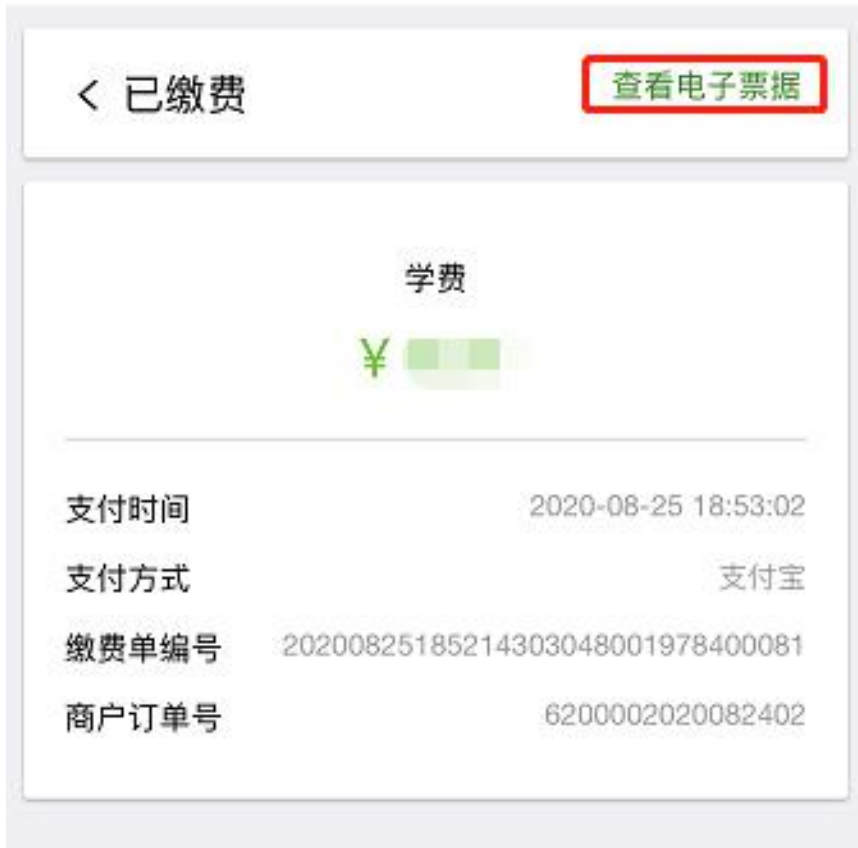 已缴费
查看电子票据
学费
¥
支付时间 2020-08-25 18:53:02
支付方式 支付宝
缴费单编号 20200825185214303048001978400081
商户订单号 6200002020082402